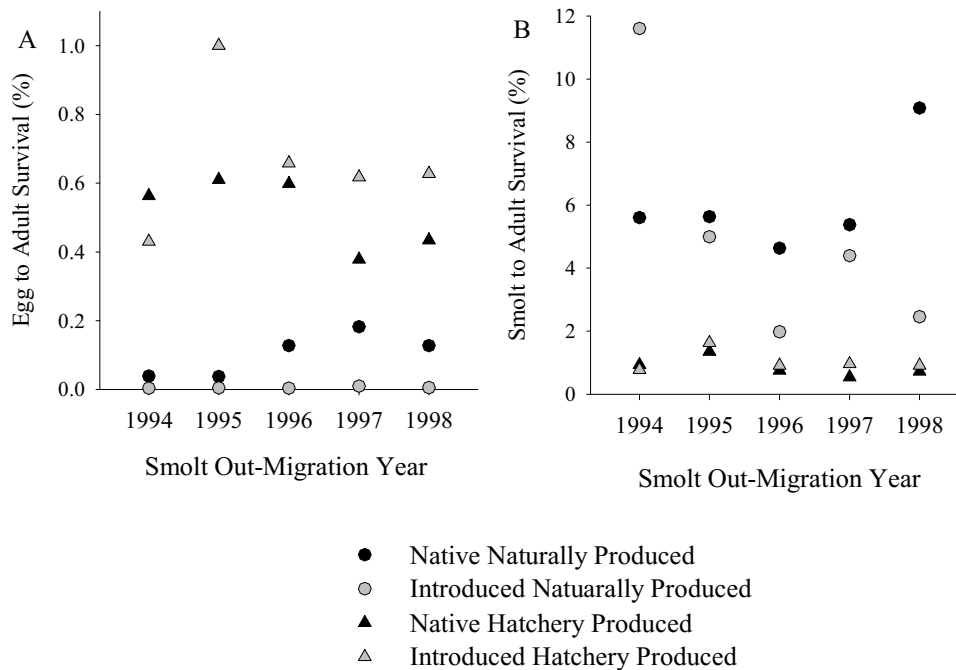 A
Egg to Adult Survival (%)
1.0
0.8
0.6
0.4
0.2
0.0
1994 1995 1996 1997 1998
Smolt Out-Migration Year
B
Smolt to Adult Survival (%)
12
10
8
6
4
2
0
1994 1995 1996 1997 1998
Smolt Out-Migration Year
Native Naturally Produced
Introduced Natuarally Produced
Native Hatchery Produced
Introduced Hatchery Produced